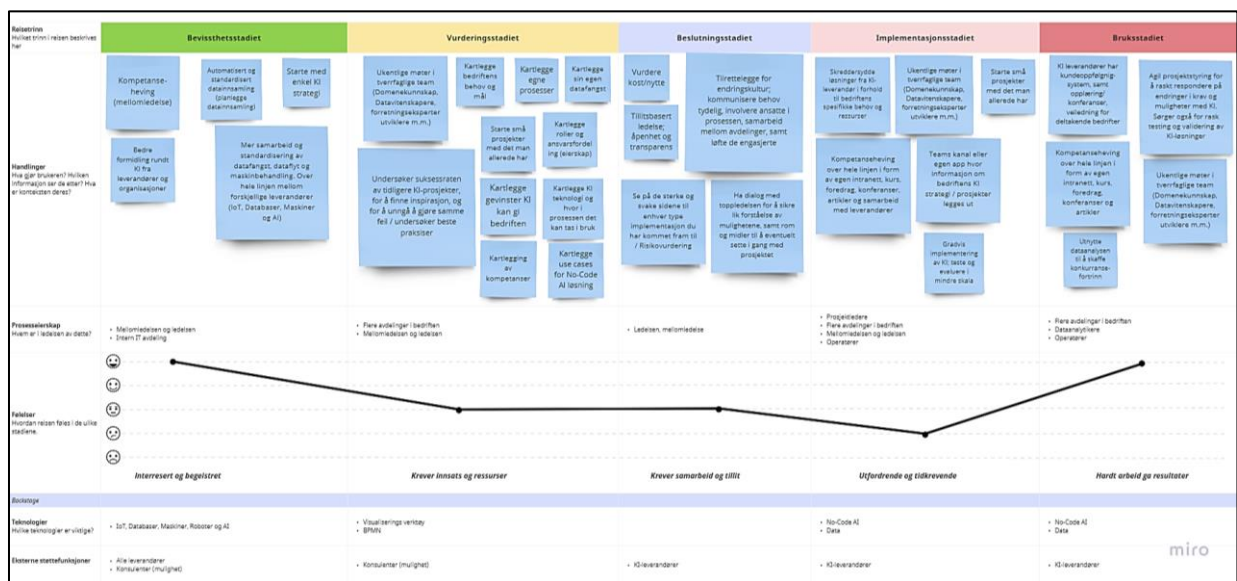 Reisetrinn
Hvilket trinn i reisen beskrives
her
Bevissthetsstadiet
Vurderingsstadiet
Beslutningsstadiet
Implementasjonsstadiet
Bruksstadiet
Handlinger
Hva gjør brukeren? Hvilken
informasjon ser de etter? Hva
er konteksten deres?
Kompetanse-
heving
(mellomledelse)
Automatisert og
standardisert
datainnsamling
(planlegge
datainnsamling)
Starte med
enkel KI
strategi
Bedre
formidling rundt
KI fra
leverandører og
organisasjoner
Mer samarbeid og
standardisering av
datafangst, dataflyt og
maskinbehandling. Over
hele linjen mellom
forskjellige leverandører
(IoT, Databaser, Maskiner
og AI)
Ukentlige møter i
tverrfaglige team
(Domenekunnskap,
Datavitenskapere,
forretningseksperter
utviklere m.m.)
Kartlegge
bedriftens
behov og
mål
Kartlegge
egne
prosesser
Kartlegge
sin egen
datafangst
Starte små
prosjekter
med det man
allerede har
Kartlegge
roller og
ansvarsfordel
ing (eierskap)
Undersøker suksessraten
av tidligere KI-prosjekter,
for å finne inspirasjon, og
for å unngå å gjøre samme
feil / undersøker beste
praksiser
Kartlegge
gevinster KI
kan gi
bedriften
Kartlegge KI
teknologi og
hvor i
prosessen det
kan tas i bruk
Kartlegging
av
kompetanser
Kartlegge
use cases
for No-Code
AI løsning
Vurdere
kost/nytte
Tillitsbasert
ledelse;
åpenhet og
transparens
Tilrettelegge for
endringskultur;
kommunisere behov
tydelig, involvere ansatte
i prosessen, samarbeid
mellom avdelinger, samt
løfte de engasjerte
Se på de sterke og
svake sidene til
enhver type
implementasjon du
har kommet fram til
/ Risikovurdering
Ha dialog med
toppledelsen for å sikre
lik forståelse av
mulighetene, samt rom
og midler til å eventuelt
sette i gang med
prosjektet
Skreddersydde
løsninger fra KI-
leverandør i forhold
til bedriftens
spesifikke behov og
ressurser
Ukentlige møter i
tverrfaglige team
(Domenekunnskap,
Datavitenskapere,
forretningseksperter
utviklere m.m.)
Starte små
prosjekter
med det man
allerede har
Kompetanseheving
over hele linjen i form
av egen intranett, kurs,
foredrag, konferanser,
artikler og samarbeid
med leverandører
Teams kanal eller
egen app hvor
informasjon om
bedriftens KI
strategi / prosjekter
legges ut
Gradvis
implementering
av KI; teste og
evaluere i
mindre skala
KI leverandører har
kundeoppfølgnig-
system, samt
opplæring/
konferanser,
veiledning for
deltakende bedrifter
Agil prosjektstyring for
å raskt respondere på
endringer i krav og
muligheter med KI.
Sørger også for rask
testing og validering av
KI-løsninger
Kompetanseheving
over hele linjen i
form av egen
intranett, kurs,
foredrag,
konferanser og
artikler
Ukentlige møter i
tverrfaglige team
(Domenekunnskap,
Datavitenskapere,
forretningseksperter
utviklere m.m.)
Utnytte
dataanalysen
til å skaffe
konkurranse-
fortrinn
Prosesseierskap
Hvem er i ledelsen av dette?
• Mellomledelsen og ledelsen
• Intern IT avdeling
• Flere avdelinger i bedriften
• Mellomledelsen og ledelsen
• Ledelsen, mellomledelse
• Prosjektledere
• Flere avdelinger i bedriften
• Mellomledelsen og ledelsen
• Operatører
• Flere avdelinger i bedriften
• Dataanalytikere
• Operatører
Følelser
Hvordan reisen føles i de ulike
stadiene.
Interresert og begeistret
Krever innsats og ressurser
Krever samarbeid og tillit
Utfordrende og tidkrevende
Hardt arbeid ga resultater
Backstage
Teknologier
Hvilke teknologier er viktige?
• IoT, Databaser, Maskiner, Roboter og AI
• Visualiserings verktøy
• BPMN
• No-Code AI
• Data
• No-Code AI
• Data
Eksterne støttefunksjoner
• Alle leverandører
• Konsulenter (mulighet)
• Konsulenter (mulighet)
• KI-leverandører
• KI-leverandører
• KI-leverandører
miro